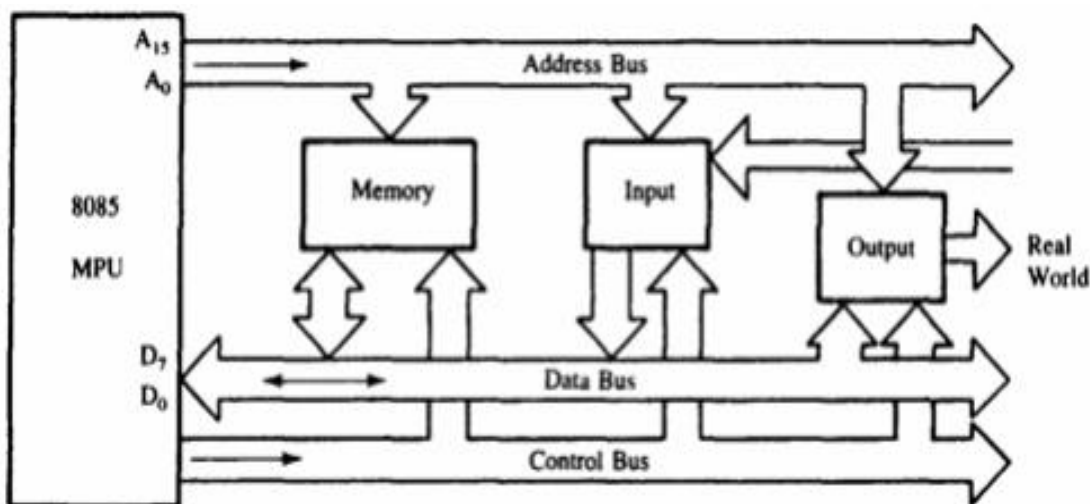 A₁₅
A₀
Address Bus
8085
MPU
Memory
Input
Output
Real
World
D₇
D₀
Data Bus
Control Bus